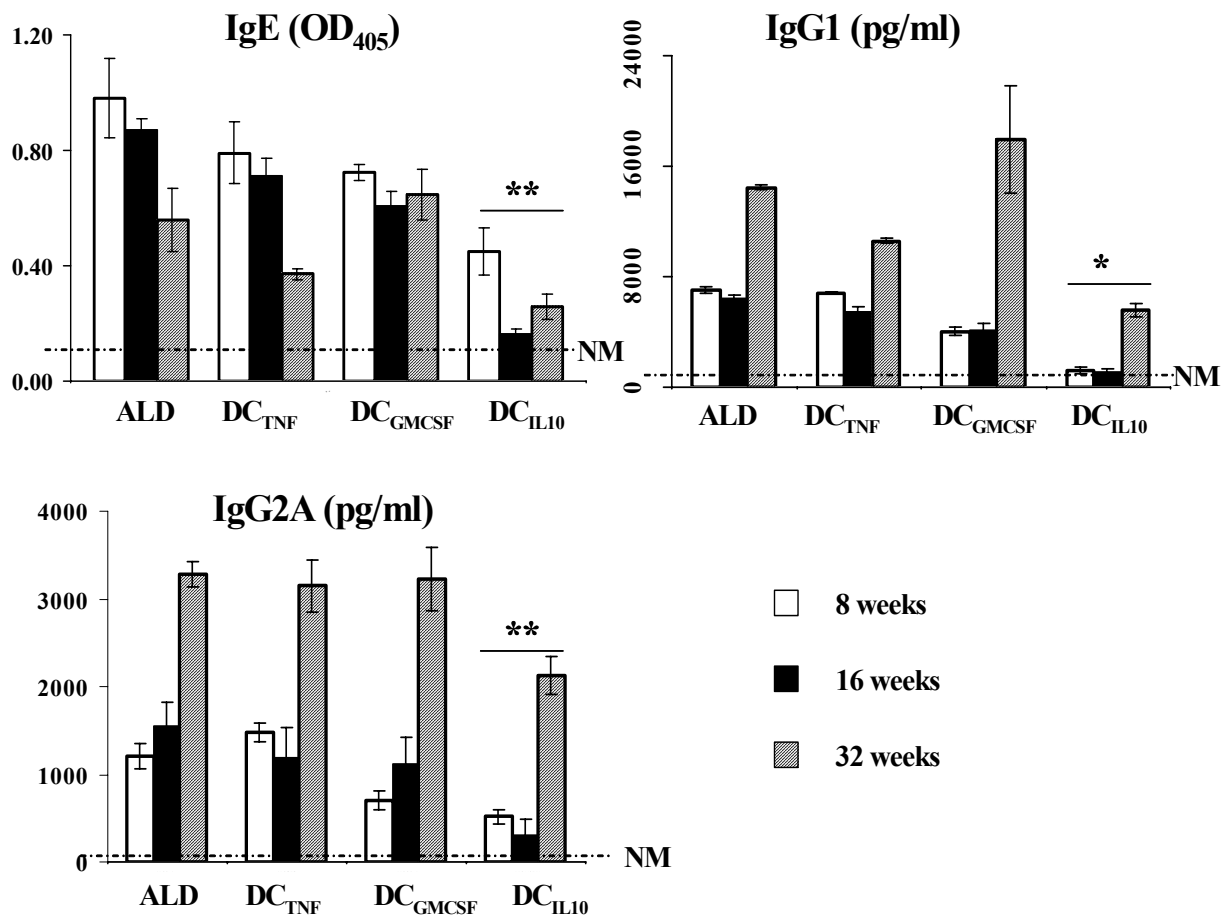 IgE (OD405)
1.20
0.80
0.40
0.00
**
NM
ALD DCTNF DCGMCSF DCIL10
IgG1 (pg/ml)
24000
16000
8000
0
*
NM
ALD DCTNF DCGMCSF DCIL10
IgG2A (pg/ml)
4000
3000
2000
1000
0
**
NM
ALD DCTNF DCGMCSF DCIL10
8 weeks
16 weeks
32 weeks